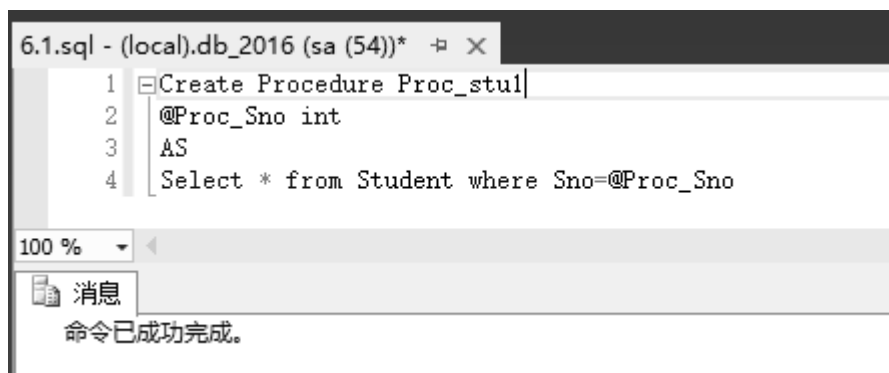 6.1.sql - (local).db_2016 (sa (54))*
1 Create Procedure Proc_stu1
2 @Proc_Sno int
3 AS
4 Select * from Student where Sno=@Proc_Sno
100 %
消息
命令已成功完成。